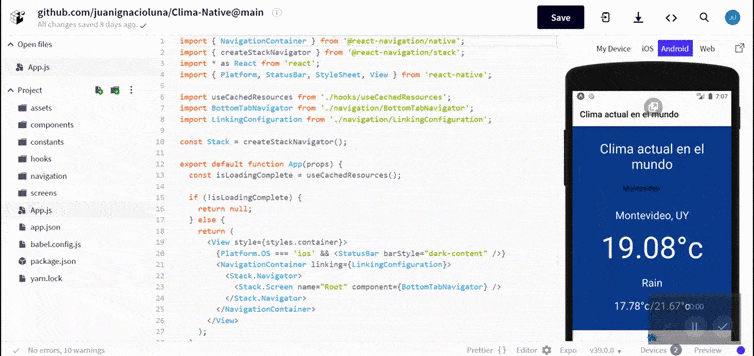 github.com/juanignacioluna/Clima-Native@main
All changes saved 8 days ago.
Save
Open files
App.js
Project
assets
components
constants
hooks
navigation
screens
App.js
app.json
babel.config.js
package.json
yarn.lock
1 import { NavigationContainer } from '@react-navigation/native';
2 import { createStackNavigator } from '@react-navigation/stack';
3 import * as React from 'react';
4 import { Platform, StatusBar, StyleSheet, View } from 'react-native';
5
6 import useCachedResources from './hooks/useCachedResources';
7 import BottomTabNavigator from './navigation/BottomTabNavigator';
8 import LinkingConfiguration from './navigation/LinkingConfiguration';
9
10 const Stack = createStackNavigator();
11
12 export default function App(props) {
13 const isLoadingComplete = useCachedResources();
14
15 if (!isLoadingComplete) {
16 return null;
17 } else {
18 return (
19 <View style={styles.container}>
20 {Platform.OS === 'ios' && <StatusBar barStyle="dark-content" />}
21 <NavigationContainer linking={LinkingConfiguration}>
22 <Stack.Navigator>
23 <Stack.Screen name="Root" component={BottomTabNavigator} />
24 </Stack.Navigator>
25 </NavigationContainer>
26 </View>
27 );
My Device iOS Android Web
7:07
Clima actual en el mundo
Clima actual en el
mundo
Montevideo, UY
19.08°c
Rain
17.78°c/21.67°c
0:00
No errors, 10 warnings
Prettier {} Editor Expo v39.0.0 Devices 2 Preview